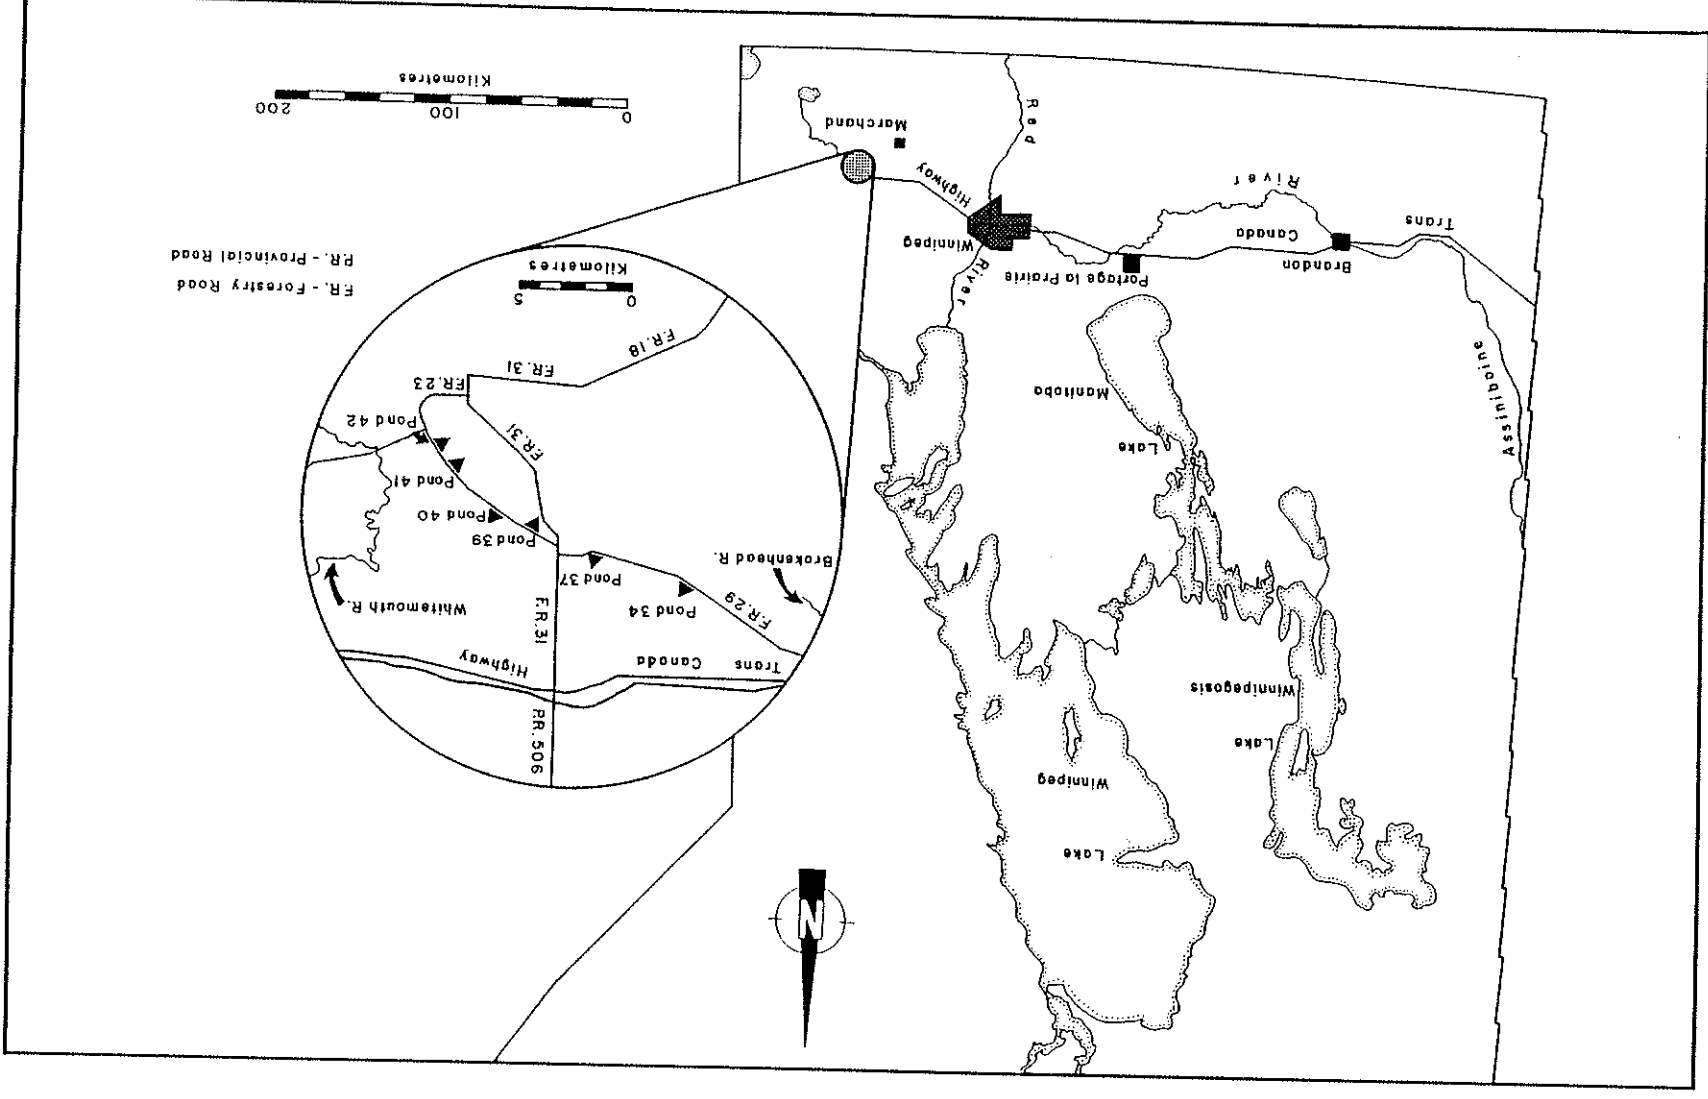 N
Lake
Winnipeg
Lake
Winnipegosis
Lake
Manitoba
Assiniboine
River
Trans
Canada
Highway
Brandon
Portage la Prairie
Winnipeg
Red
River
Marchand
P.R. 506
Trans Canada Highway
F.R. 29
Brokenhead R.
Whitemouth R.
F.R. 31
Pond 34
Pond 37
Pond 39
Pond 40
Pond 41
Pond 42
F.R. 31
F.R. 23
F.R. 31
F.R. 18
0 5
Kilometres
F.R. - Forestry Road
P.R. - Provincial Road
0 100 200
Kilometres